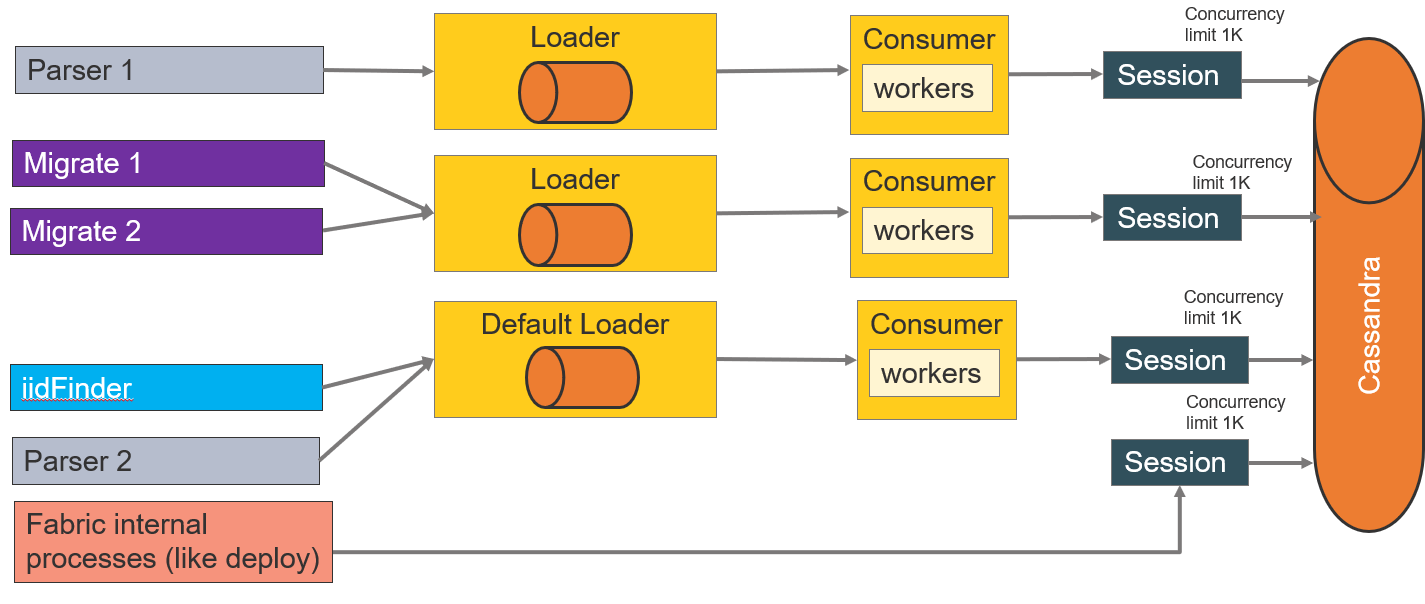 Concurrency
limit 1K
Parser 1
Loader
Consumer
workers
Session
Migrate 1
Migrate 2
Loader
Consumer
workers
Concurrency
limit 1K
Session
Cassandra
iidFinder
Parser 2
Default Loader
Consumer
workers
Concurrency
limit 1K
Session
Concurrency
limit 1K
Session
Fabric internal
processes (like deploy)